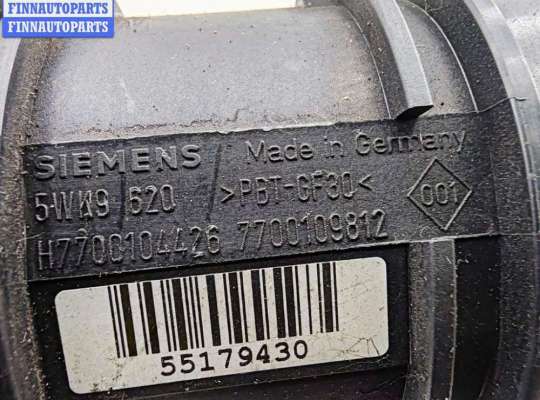 FINNAUTOPARTS
FINNAUTOPARTS
SIEMENS Made in Germany
5WK9 620 >PBT-GF30< 001
H7700104426 7700109812
55179430